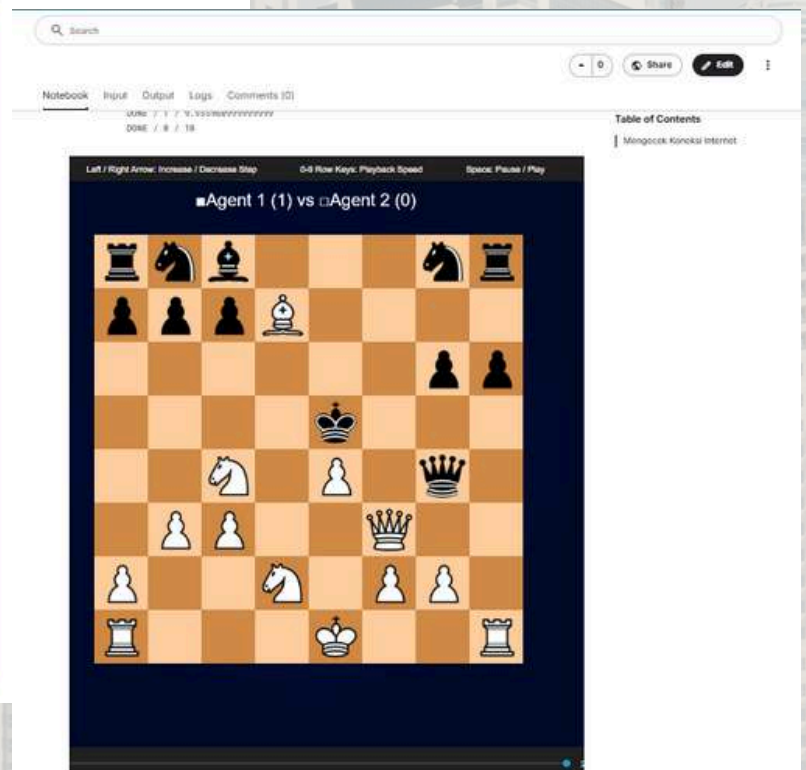 Search
0
Share
Edit
Notebook Input Output Logs Comments (0)
DONE / 0 / 10
Table of Contents
Mengecek Koneksi Internet
Left / Right Arrow: Increase / Decrease Step 0-9 Row Keys: Playback Speed Space: Pause / Play
■Agent 1 (1) vs □Agent 2 (0)